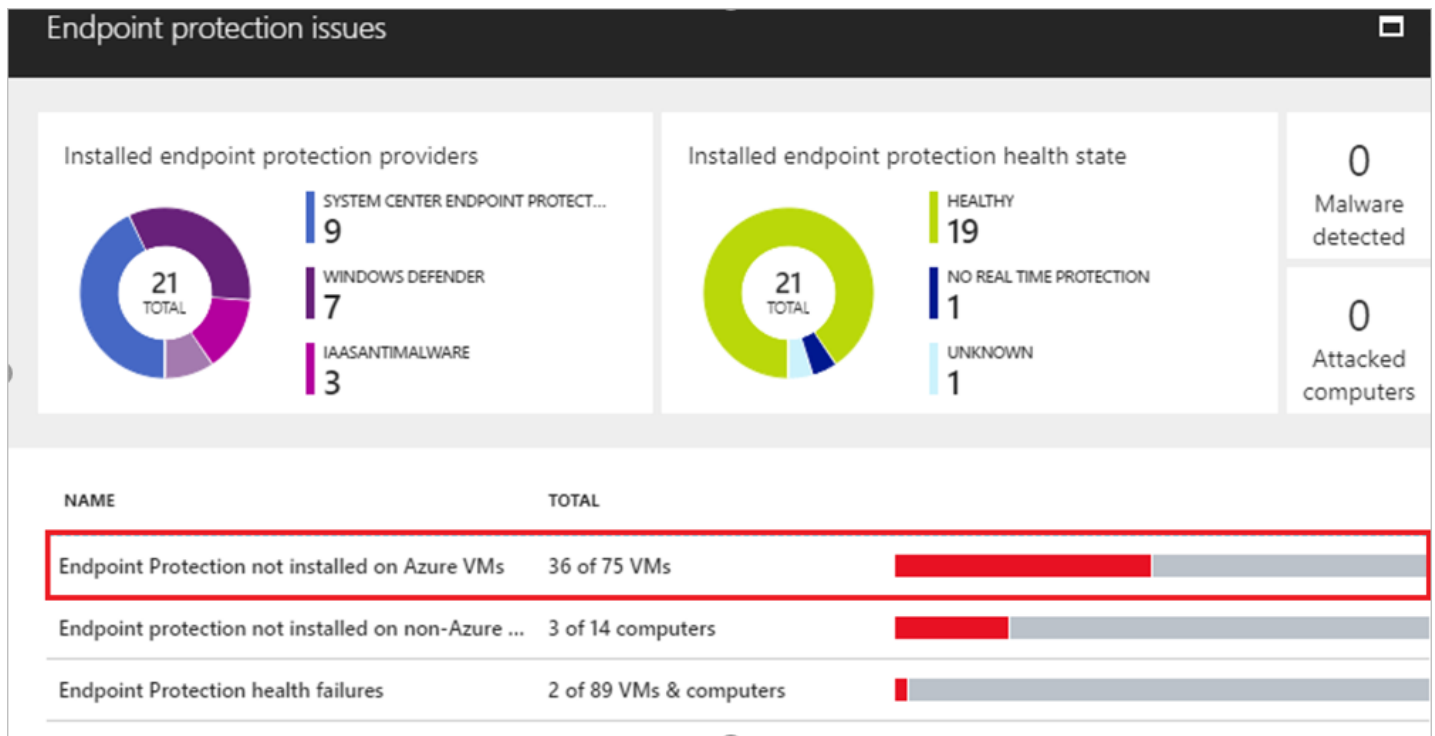 Endpoint protection issues
Installed endpoint protection providers
21
TOTAL
SYSTEM CENTER ENDPOINT PROTECT...
9
WINDOWS DEFENDER
7
IAASANTIMALWARE
3
Installed endpoint protection health state
21
TOTAL
HEALTHY
19
NO REAL TIME PROTECTION
1
UNKNOWN
1
0
Malware
detected
0
Attacked
computers
NAME TOTAL
Endpoint Protection not installed on Azure VMs 36 of 75 VMs
Endpoint protection not installed on non-Azure ... 3 of 14 computers
Endpoint Protection health failures 2 of 89 VMs & computers